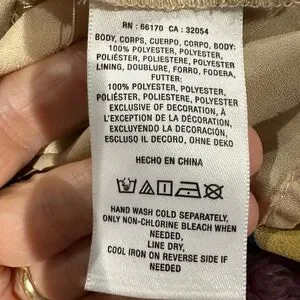 RN : 66170 CA : 32054
BODY, CORPS, CUERPO, CORPO, BODY:
100% POLYESTER, POLYESTER,
POLIÉSTER, POLIESTERE, POLYESTER
LINING, DOUBLURE, FORRO, FODERA,
FUTTER:
100% POLYESTER, POLYESTER,
POLIÉSTER, POLIESTERE, POLYESTER
EXCLUSIVE OF DECORATION, À
L'EXCEPTION DE LA DÉCORATION,
EXCLUYENDO LA DECORACIÓN,
ESCLUSO IL DECORO, OHNE DEKO
HECHO EN CHINA
HAND WASH COLD SEPARATELY,
ONLY NON-CHLORINE BLEACH WHEN
NEEDED,
LINE DRY,
COOL IRON ON REVERSE SIDE IF
NEEDED